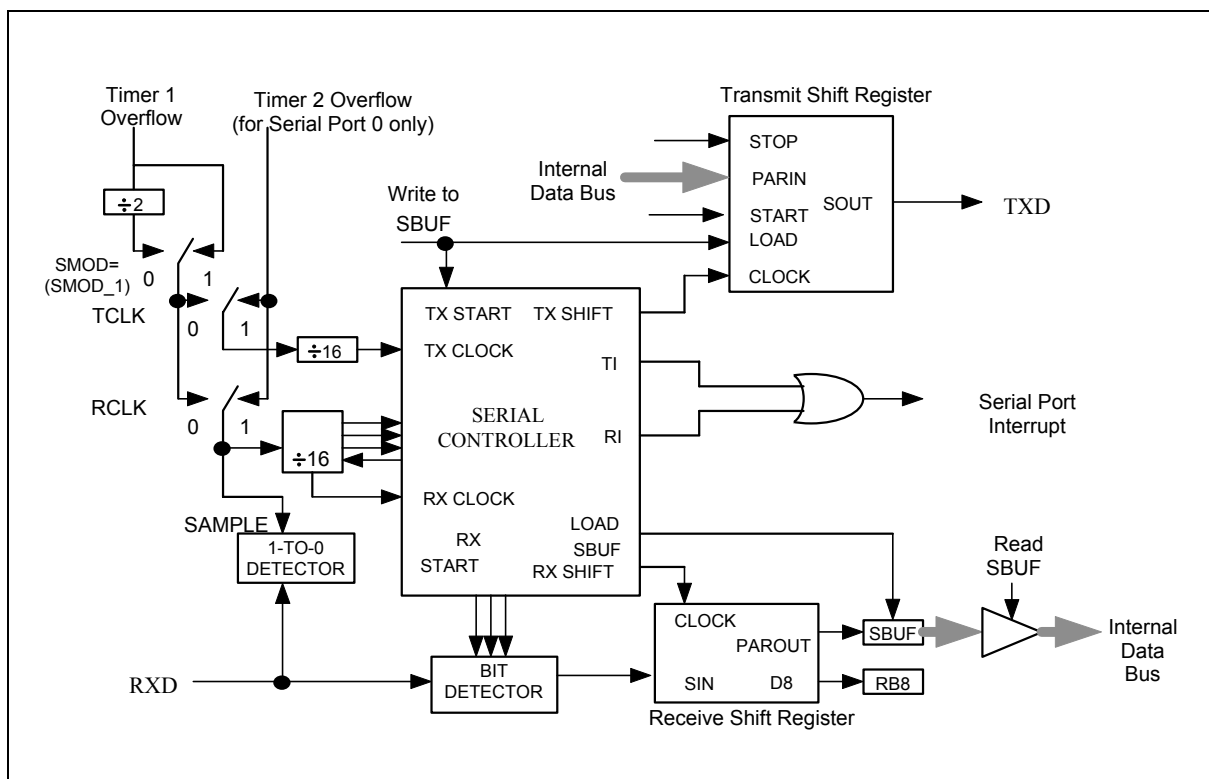 Timer 1
Overflow
Timer 2 Overflow
(for Serial Port 0 only)
Transmit Shift Register
÷2
SMOD=
(SMOD_1)
0
1
TCLK
0
1
÷16
RCLK
0
1
÷16
SAMPLE
1-TO-0
DETECTOR
Write to
SBUF
Internal
Data Bus
STOP
PARIN
START
LOAD
CLOCK
SOUT
TXD
TX START
TX SHIFT
TX CLOCK
TI
SERIAL
CONTROLLER
RI
RX CLOCK
LOAD
SBUF
RX
START
RX SHIFT
Serial Port
Interrupt
Read
SBUF
CLOCK
PAROUT
SIN
D8
SBUF
RB8
Internal
Data
Bus
RXD
BIT
DETECTOR
Receive Shift Register